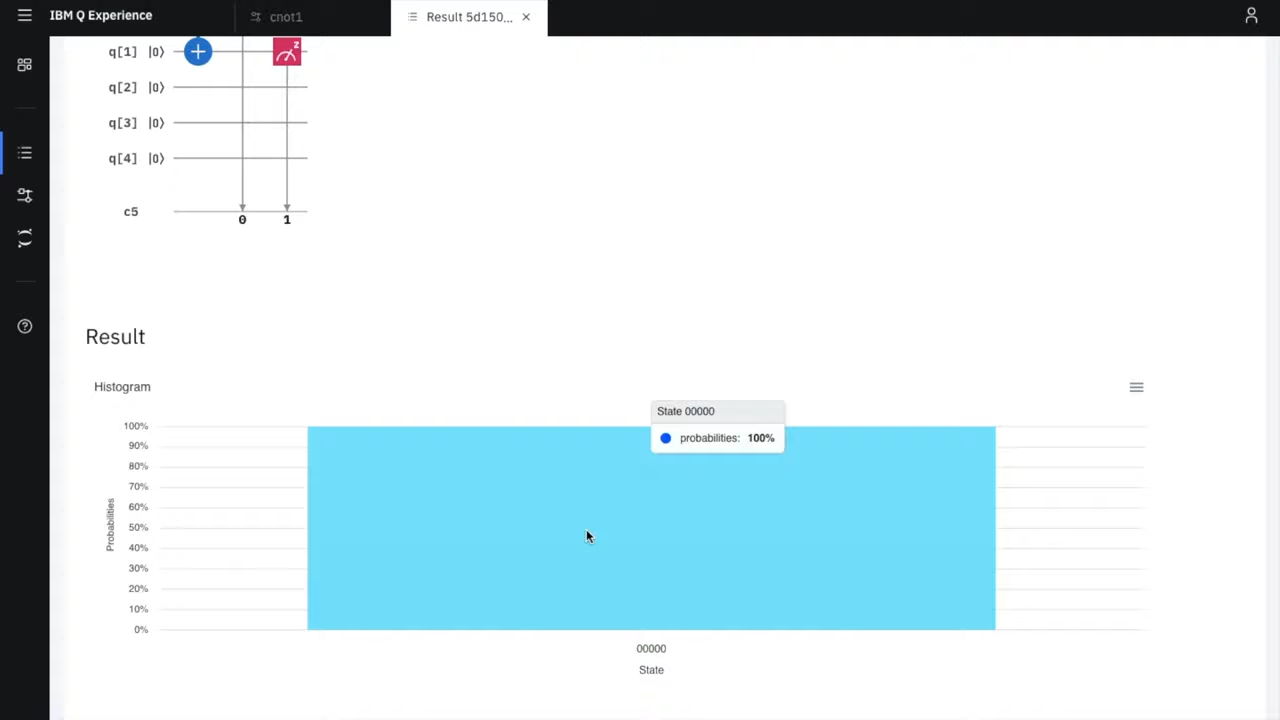 IBM Q Experience
cnot1
Result 5d150...
q[1] |0⟩
z
q[2] |0⟩
q[3] |0⟩
q[4] |0⟩
c5
0 1
Result
Histogram
State 00000
probabilities: 100%
100%
90%
80%
70%
60%
50%
40%
30%
20%
10%
0%
Probabilities
00000
State